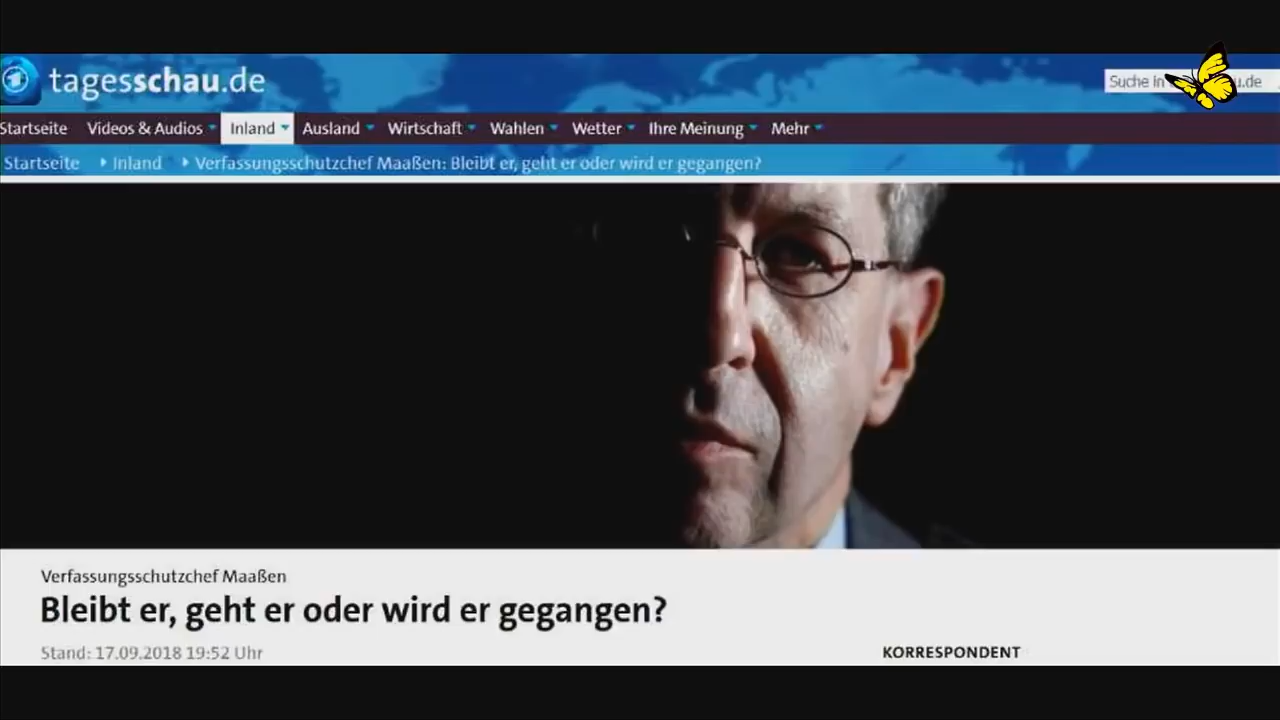 tagesschau.de
Suche in
u.de
Startseite Videos & Audios Inland Ausland Wirtschaft Wahlen Wetter Ihre Meinung Mehr
Startseite Inland Verfassungsschutzchef Maaßen: Bleibt er, geht er oder wird er gegangen?
Verfassungsschutzchef Maaßen
Bleibt er, geht er oder wird er gegangen?
Stand: 17.09.2018 19:52 Uhr
KORRESPONDENT